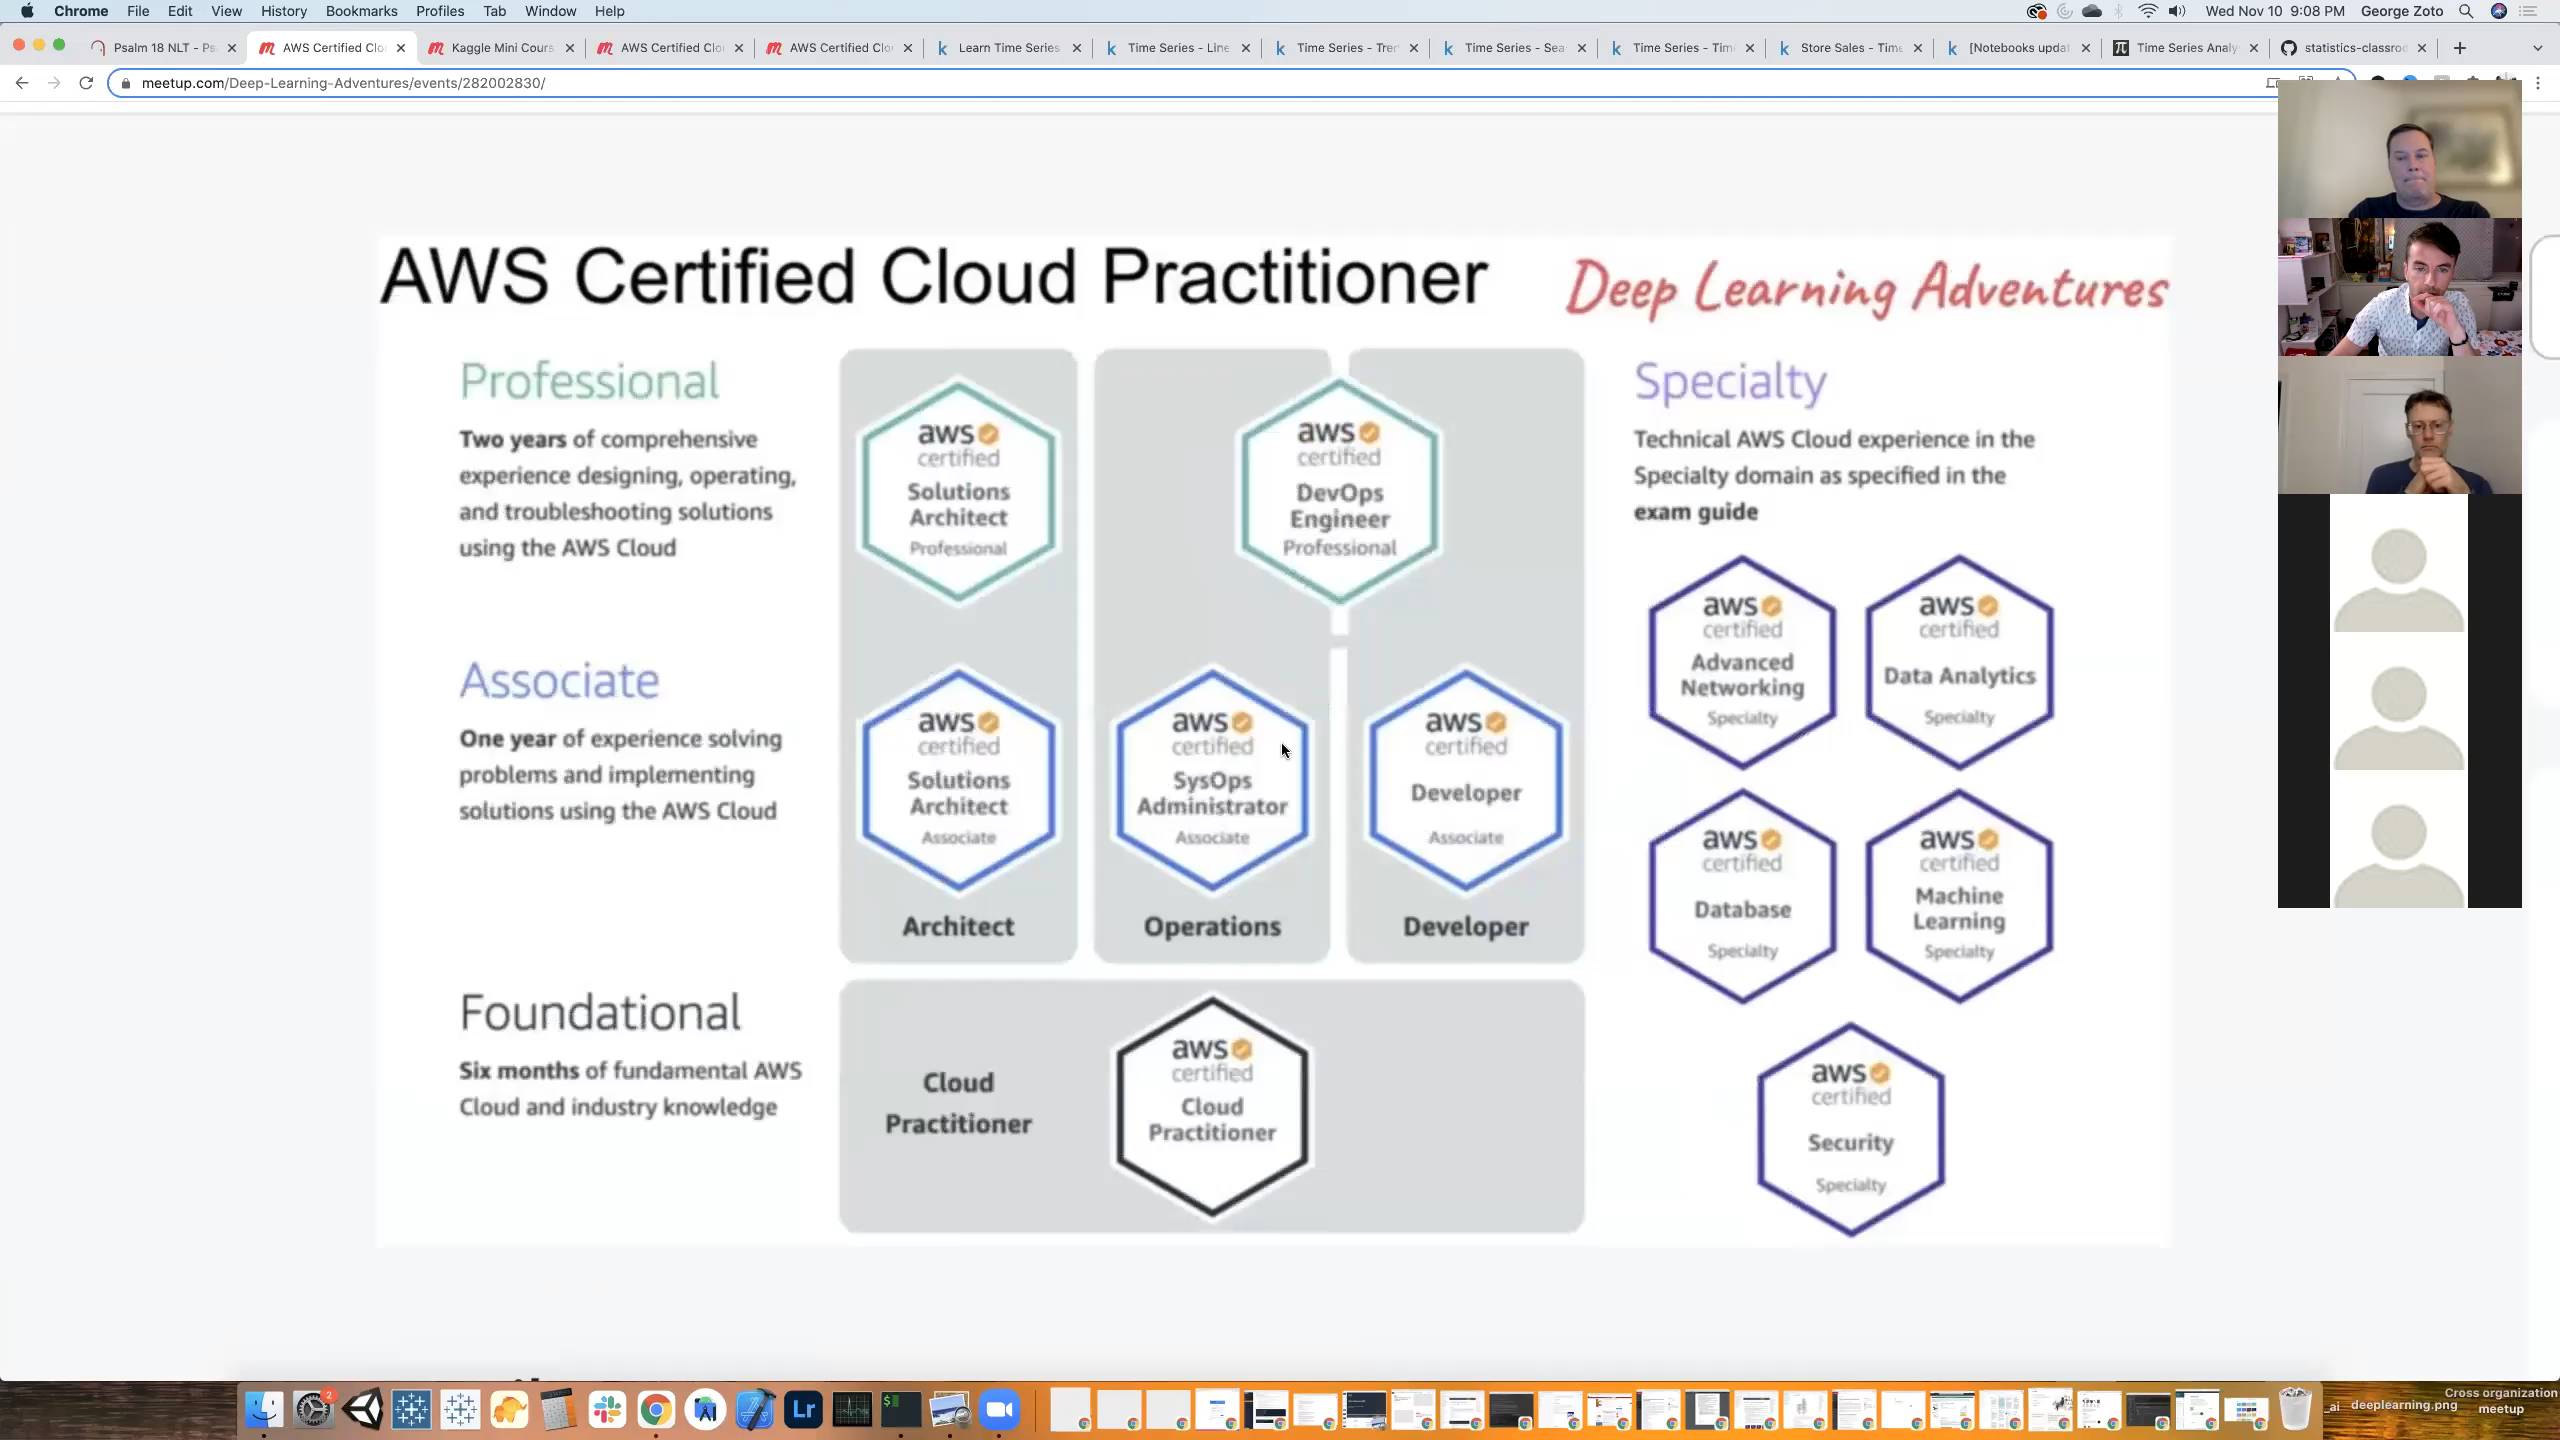 Chrome File Edit View History Bookmarks Profiles Tab Window Help
Wed Nov 10 9:08 PM George Zoto
Psalm 18 NLT - Ps
AWS Certified Clo
Kaggle Mini Cours
AWS Certified Clo
AWS Certified Clo
Learn Time Series
Time Series - Line
Time Series - Tren
Time Series - Sea
Time Series - Tim
Store Sales - Time
[Notebooks updat
Time Series Analy
statistics-classroo
meetup.com/Deep-Learning-Adventures/events/282002830/
AWS Certified Cloud Practitioner
Deep Learning Adventures
Professional
Two years of comprehensive
experience designing, operating,
and troubleshooting solutions
using the AWS Cloud
aws
certified
Solutions
Architect
Professional
aws
certified
DevOps
Engineer
Professional
Specialty
Technical AWS Cloud experience in the
Specialty domain as specified in the
exam guide
Associate
One year of experience solving
problems and implementing
solutions using the AWS Cloud
aws
certified
Solutions
Architect
Associate
Architect
aws
certified
SysOps
Administrator
Associate
Operations
aws
certified
Developer
Associate
Developer
aws
certified
Advanced
Networking
Specialty
aws
certified
Data Analytics
Specialty
aws
certified
Database
Specialty
aws
certified
Machine
Learning
Specialty
aws
certified
Security
Specialty
Foundational
Six months of fundamental AWS
Cloud and industry knowledge
Cloud
Practitioner
aws
certified
Cloud
Practitioner
2
Lr
_ai
deeplearning.png
Cross organization
meetup